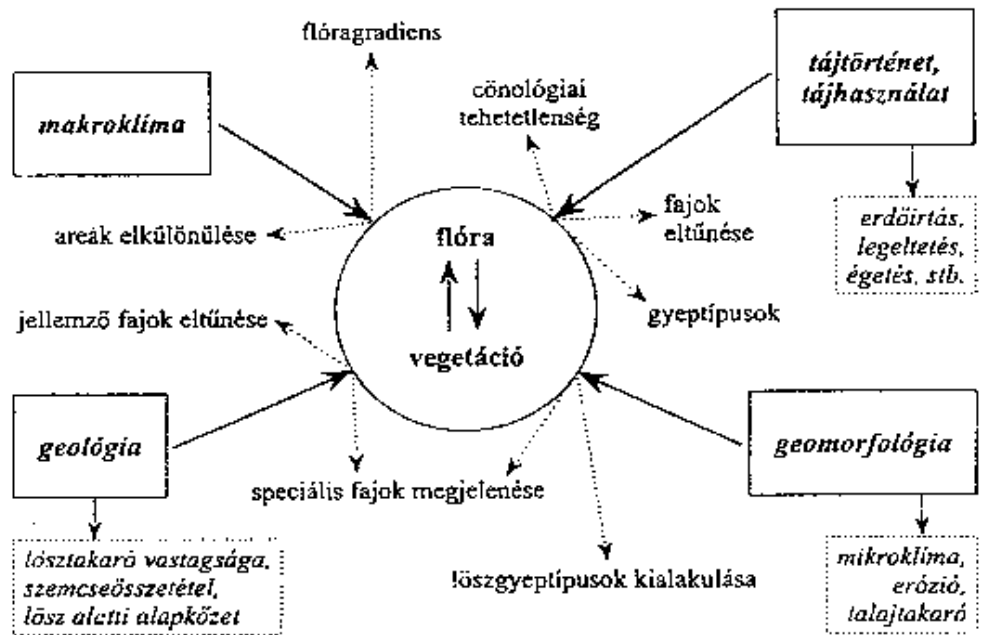 flóragradiens
makroklíma
cönológiai
tehetetlenség
tájtörténet,
tájhasználat
areák elkülönülése
flóra
fajok
eltűnése
erdőirtás,
legeltetés,
égetés, stb.
jellemző fajok eltűnése
vegetáció
gyeptípusok
geológia
speciális fajok megjelenése
geomorfológia
lösztakaró vastagsága,
szemcseösszetétel,
lösz alatti alapkőzet
löszgyeptípusok kialakulása
mikroklíma,
erózió,
talajtakaró